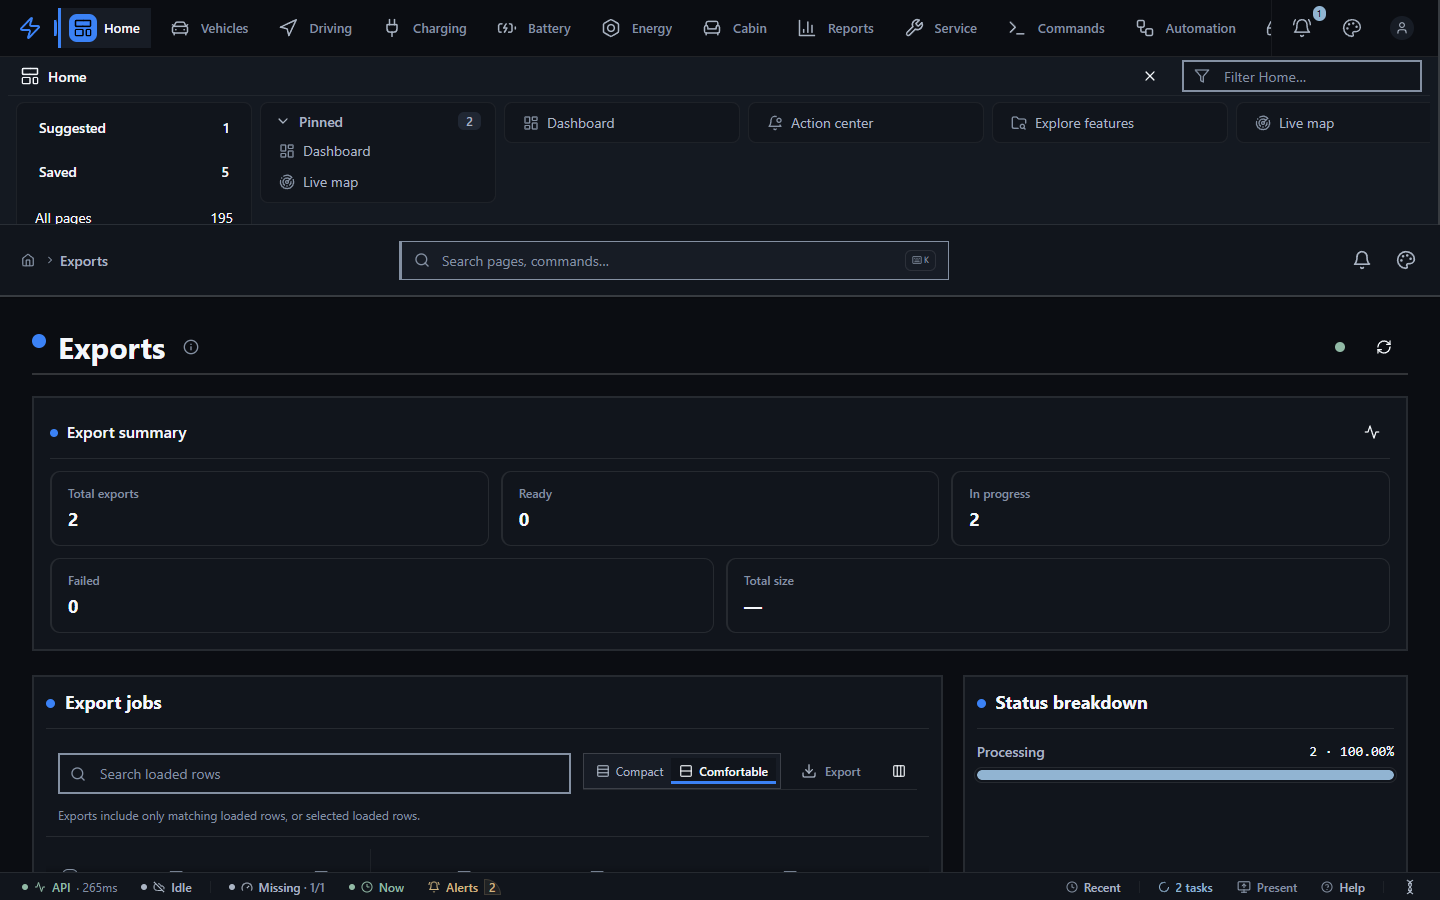 Home
Vehicles
Driving
Charging
Battery
Energy
Cabin
Reports
Service
Commands
Automation
1
Home
Filter Home...
Suggested 1
Saved 5
All pages 195
Pinned 2
Dashboard
Live map
Dashboard
Action center
Explore features
Live map
Exports
Search pages, commands...
K
Exports
Export summary
Total exports
2
Ready
0
In progress
2
Failed
0
Total size
—
Export jobs
Search loaded rows
Compact
Comfortable
Export
Exports include only matching loaded rows, or selected loaded rows.
Status breakdown
Processing 2 · 100.00%
API · 265ms
Idle
Missing · 1/1
Now
Alerts 2
Recent
2 tasks
Present
Help